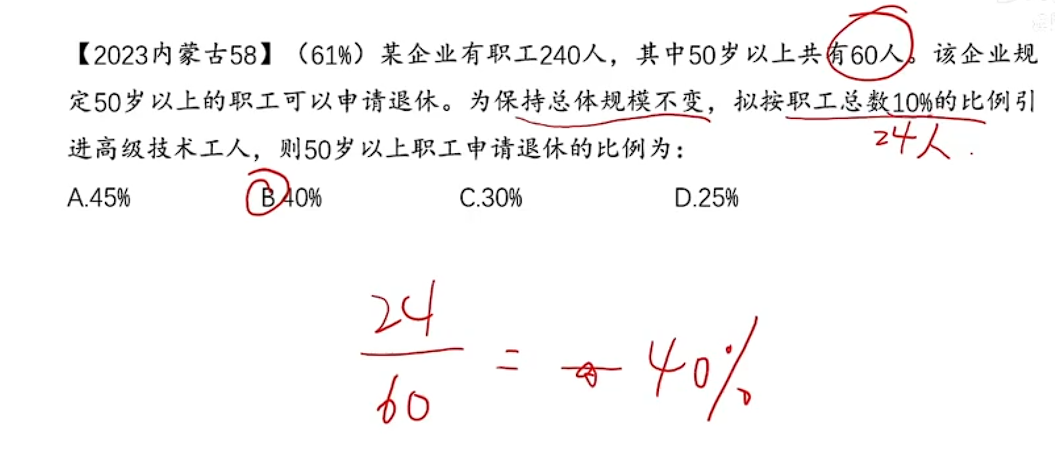 【2023内蒙古58】（61%）某企业有职工240人，其中50岁以上共有60人。该企业规
定50岁以上的职工可以申请退休。为保持总体规模不变，拟按职工总数10%的比例引
24人.
进高级技术工人，则50岁以上职工申请退休的比例为：
A.45% B.40% C.30% D.25%
24
60
= 40%